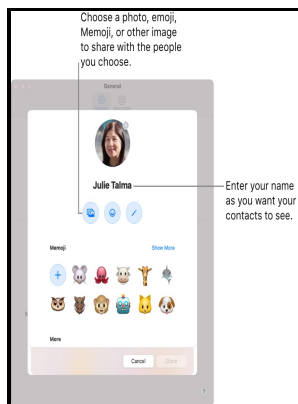 Choose a photo, emoji,
Memoji, or other image
to share with the people
you choose.
General
Julie Talma
Enter your name
as you want your
contacts to see.
Memoji
Show More
More
Cancel
Done
?